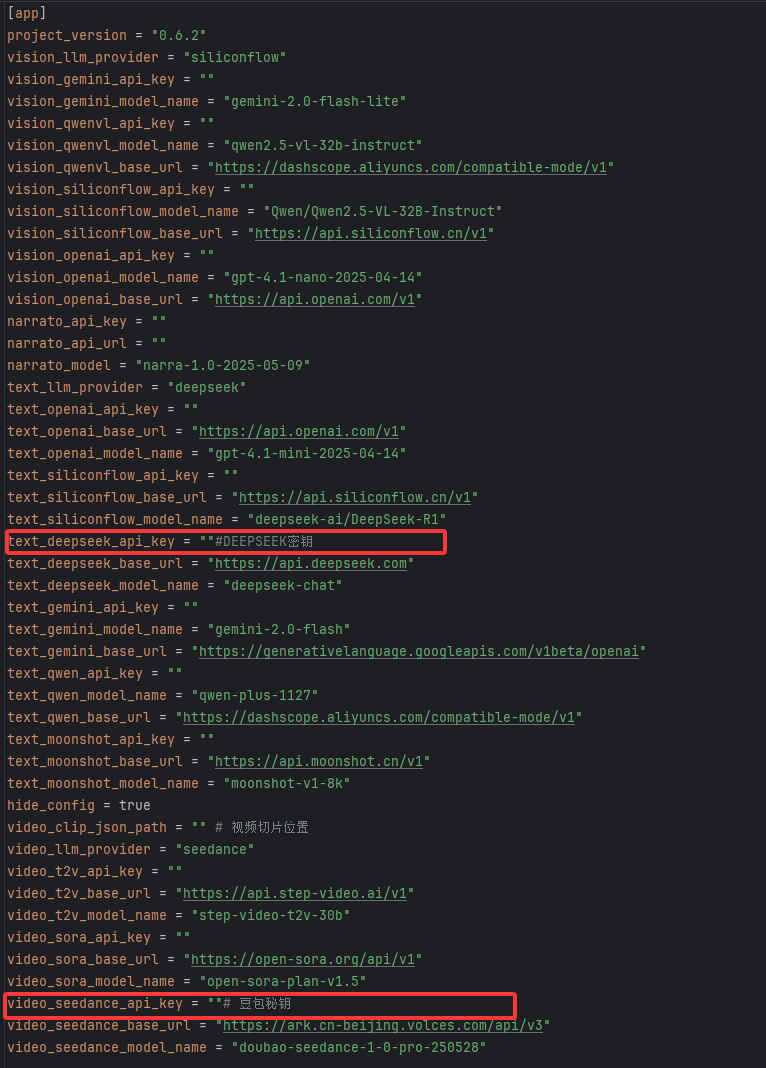 [app]
project_version = "0.6.2"
vision_llm_provider = "siliconflow"
vision_gemini_api_key = ""
vision_gemini_model_name = "gemini-2.0-flash-lite"
vision_qwenvl_api_key = ""
vision_qwenvl_model_name = "qwen2.5-vl-32b-instruct"
vision_qwenvl_base_url = "https://dashscope.aliyuncs.com/compatible-mode/v1"
vision_siliconflow_api_key = ""
vision_siliconflow_model_name = "Qwen/Qwen2.5-VL-32B-Instruct"
vision_siliconflow_base_url = "https://api.siliconflow.cn/v1"
vision_openai_api_key = ""
vision_openai_model_name = "gpt-4.1-nano-2025-04-14"
vision_openai_base_url = "https://api.openai.com/v1"
narrato_api_key = ""
narrato_api_url = ""
narrato_model = "narra-1.0-2025-05-09"
text_llm_provider = "deepseek"
text_openai_api_key = ""
text_openai_base_url = "https://api.openai.com/v1"
text_openai_model_name = "gpt-4.1-mini-2025-04-14"
text_siliconflow_api_key = ""
text_siliconflow_base_url = "https://api.siliconflow.cn/v1"
text_siliconflow_model_name = "deepseek-ai/DeepSeek-R1"
text_deepseek_api_key = ""#DEEPSEEK密钥
text_deepseek_base_url = "https://api.deepseek.com"
text_deepseek_model_name = "deepseek-chat"
text_gemini_api_key = ""
text_gemini_model_name = "gemini-2.0-flash"
text_gemini_base_url = "https://generativelanguage.googleapis.com/v1beta/openai"
text_qwen_api_key = ""
text_qwen_model_name = "qwen-plus-1127"
text_qwen_base_url = "https://dashscope.aliyuncs.com/compatible-mode/v1"
text_moonshot_api_key = ""
text_moonshot_base_url = "https://api.moonshot.cn/v1"
text_moonshot_model_name = "moonshot-v1-8k"
hide_config = true
video_clip_json_path = "" # 视频切片位置
video_llm_provider = "seedance"
video_t2v_api_key = ""
video_t2v_base_url = "https://api.step-video.ai/v1"
video_t2v_model_name = "step-video-t2v-30b"
video_sora_api_key = ""
video_sora_base_url = "https://open-sora.org/api/v1"
video_sora_model_name = "open-sora-plan-v1.5"
video_seedance_api_key = ""# 豆包秘钥
video_seedance_base_url = "https://ark.cn-beijing.volces.com/api/v3"
video_seedance_model_name = "doubao-seedance-1-0-pro-250528"